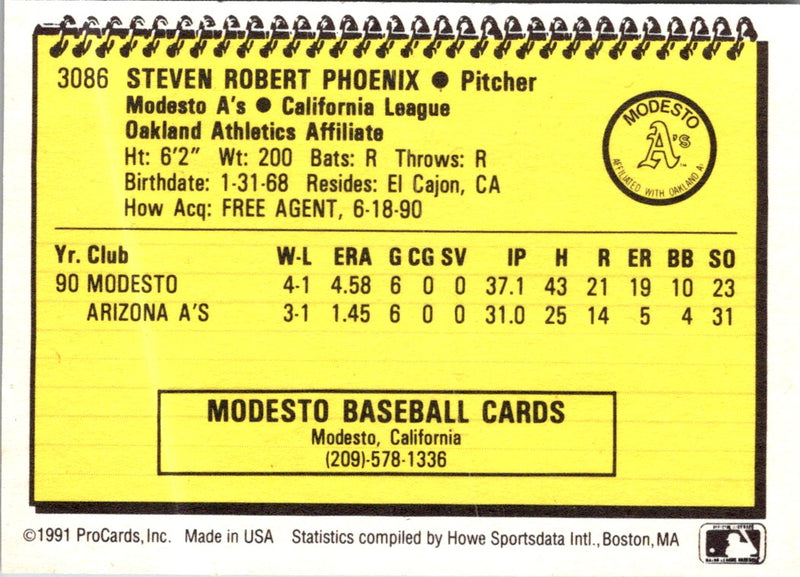 3086 STEVEN ROBERT PHOENIX ● Pitcher
Modesto A's ● California League
Oakland Athletics Affiliate
Ht: 6'2" Wt: 200 Bats: R Throws: R
Birthdate: 1-31-68 Resides: El Cajon, CA
How Acq: FREE AGENT, 6-18-90
MODESTO
A's
AFFILIATED WITH OAKLAND A's
Yr. Club W-L ERA G CG SV IP H R ER BB SO
90 MODESTO 4-1 4.58 6 0 0 37.1 43 21 19 10 23
ARIZONA A'S 3-1 1.45 6 0 0 31.0 25 14 5 4 31
MODESTO BASEBALL CARDS
Modesto, California
(209)-578-1336
©1991 ProCards, Inc. Made in USA Statistics compiled by Howe Sportsdata Intl., Boston, MA